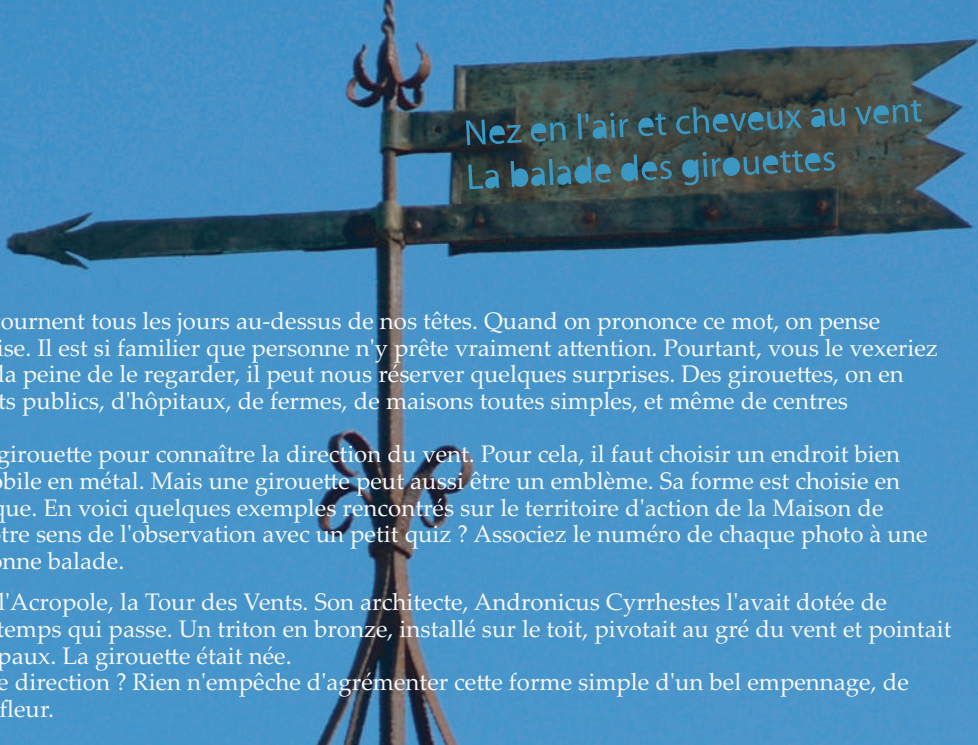 Nez en l'air et cheveux au vent
La balade des girouettes
tournent tous les jours au-dessus de nos têtes. Quand on prononce ce mot, on pense
ise. Il est si familier que personne n'y prête vraiment attention. Pourtant, vous le vexeriez
la peine de le regarder, il peut nous réserver quelques surprises. Des girouettes, on en
ts publics, d'hôpitaux, de fermes, de maisons toutes simples, et même de centres
girouette pour connaître la direction du vent. Pour cela, il faut choisir un endroit bien
obile en métal. Mais une girouette peut aussi être un emblème. Sa forme est choisie en
que. En voici quelques exemples rencontrés sur le territoire d'action de la Maison de
otre sens de l'observation avec un petit quiz ? Associez le numéro de chaque photo à une
onne balade.
l'Acropole, la Tour des Vents. Son architecte, Andronicus Cyrrhestes l'avait dotée de
temps qui passe. Un triton en bronze, installé sur le toit, pivotait au gré du vent et pointait
paux. La girouette était née.
e direction ? Rien n'empêche d'agrémenter cette forme simple d'un bel empennage, de
fleur.